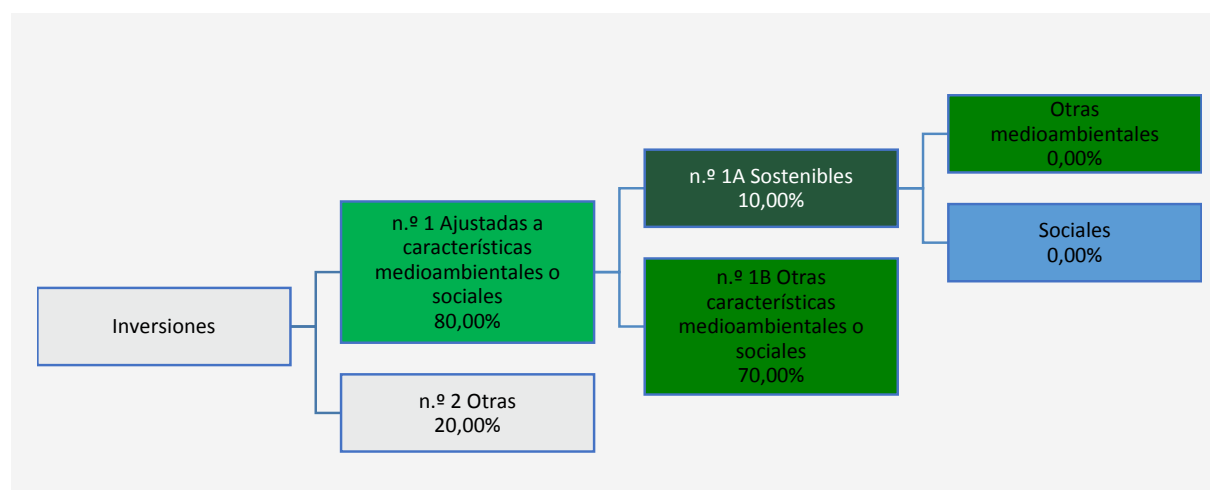 Inversiones
n.º 1 Ajustadas a
características
medioambientales o
sociales
80,00%
n.º 2 Otras
20,00%
n.º 1A Sostenibles
10,00%
n.º 1B Otras
características
medioambientales o
sociales
70,00%
Otras
medioambientales
0,00%
Sociales
0,00%